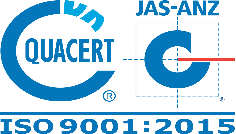 JAS-ANZ
QUACERT
®
ISO 9001:2015